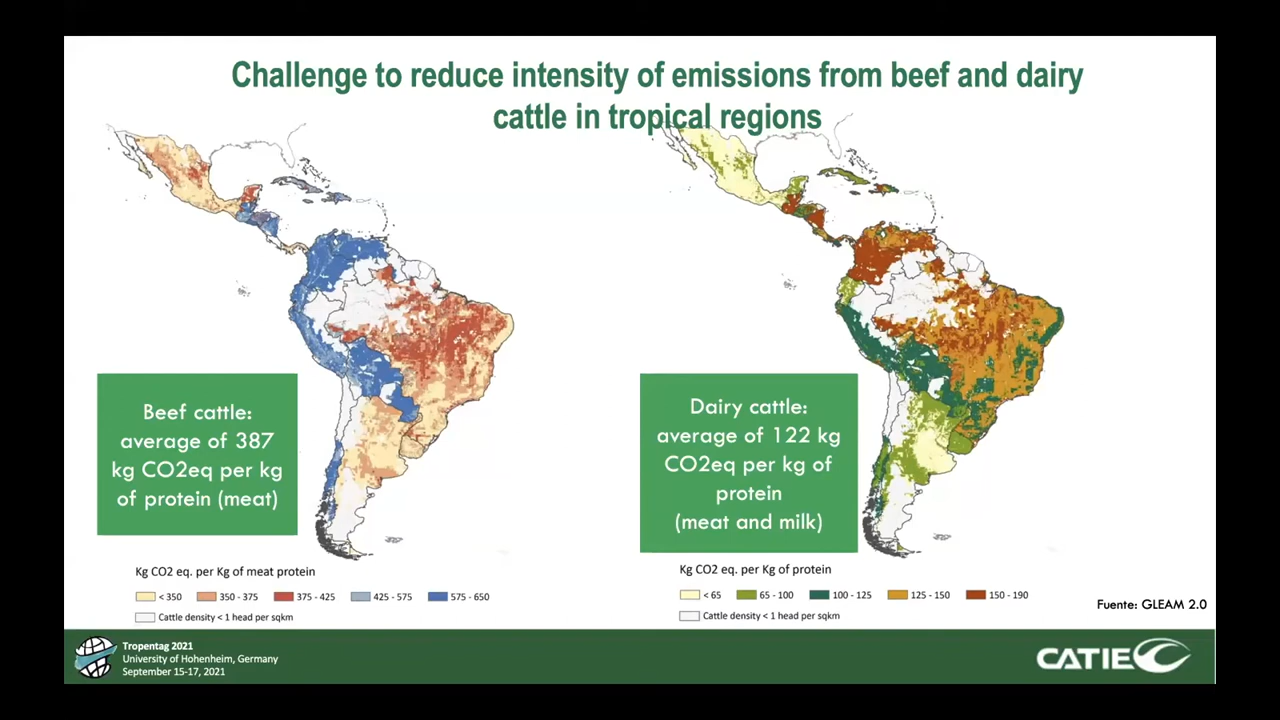 Challenge to reduce intensity of emissions from beef and dairy
cattle in tropical regions
Beef cattle:
average of 387
kg CO2eq per kg
of protein (meat)
Dairy cattle:
average of 122 kg
CO2eq per kg of
protein
(meat and milk)
Kg CO2 eq. per Kg of meat protein
< 350
350 - 375
375 - 425
425 - 575
575 - 650
Cattle density < 1 head per sqkm
Kg CO2 eq. per Kg of protein
< 65
65 - 100
100 - 125
125 - 150
150 - 190
Cattle density < 1 head per sqkm
Fuente: GLEAM 2.0
Tropentag 2021
University of Hohenheim, Germany
September 15-17, 2021
CATIE